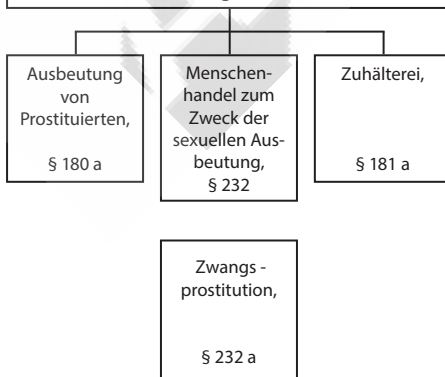 Ausbeutung
von
Prostituierten,
§ 180 a
Menschen-
handel zum
Zweck der
sexuellen Aus-
beutung,
§ 232
Zuhälterei,
§ 181 a
Zwangs -
prostitution,
§ 232 a